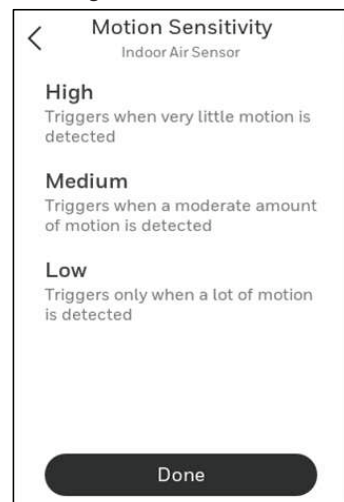 Motion Sensitivity
Indoor Air Sensor
High
Triggers when very little motion is
detected
Medium
Triggers when a moderate amount
of motion is detected
Low
Triggers only when a lot of motion
is detected
Done